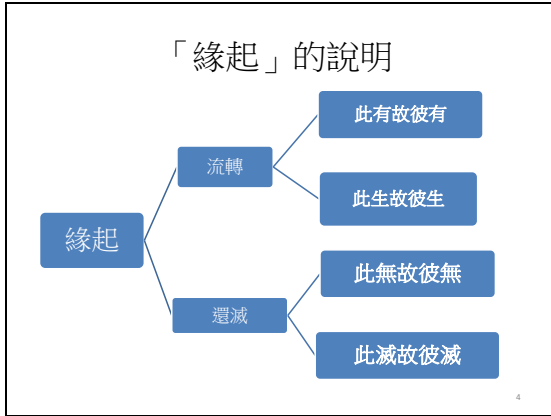 「緣起」的說明
緣起
流轉
此有故彼有
此生故彼生
還滅
此無故彼無
此滅故彼滅
4